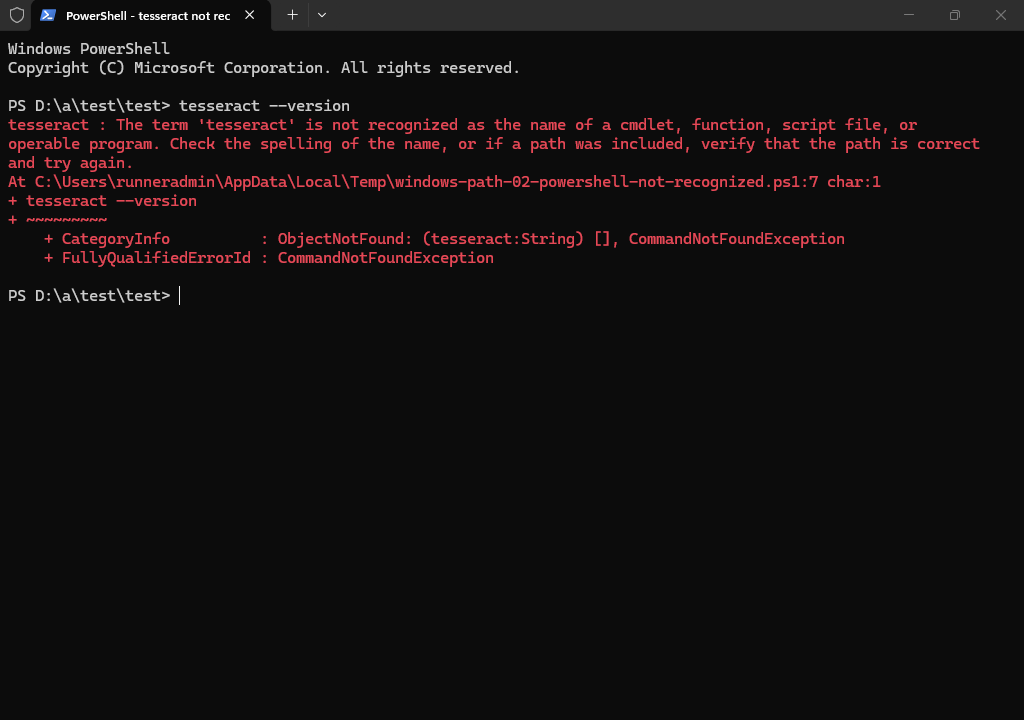 PowerShell - tesseract not rec
Windows PowerShell
Copyright (C) Microsoft Corporation. All rights reserved.
PS D:\a\test\test> tesseract --version
tesseract : The term 'tesseract' is not recognized as the name of a cmdlet, function, script file, or
operable program. Check the spelling of the name, or if a path was included, verify that the path is correct
and try again.
At C:\Users\runneradmin\AppData\Local\Temp\windows-path-02-powershell-not-recognized.ps1:7 char:1
+ tesseract --version
+ ~~~~~~~~~
    + CategoryInfo          : ObjectNotFound: (tesseract:String) [], CommandNotFoundException
    + FullyQualifiedErrorId : CommandNotFoundException
PS D:\a\test\test>